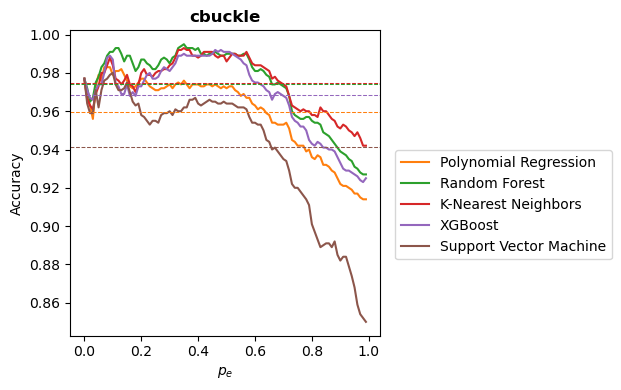 cbuckle
1.00
0.98
0.96
0.94
0.92
0.90
0.88
0.86
Accuracy
0.0 0.2 0.4 0.6 0.8 1.0
pₑ
Polynomial Regression
Random Forest
K-Nearest Neighbors
XGBoost
Support Vector Machine